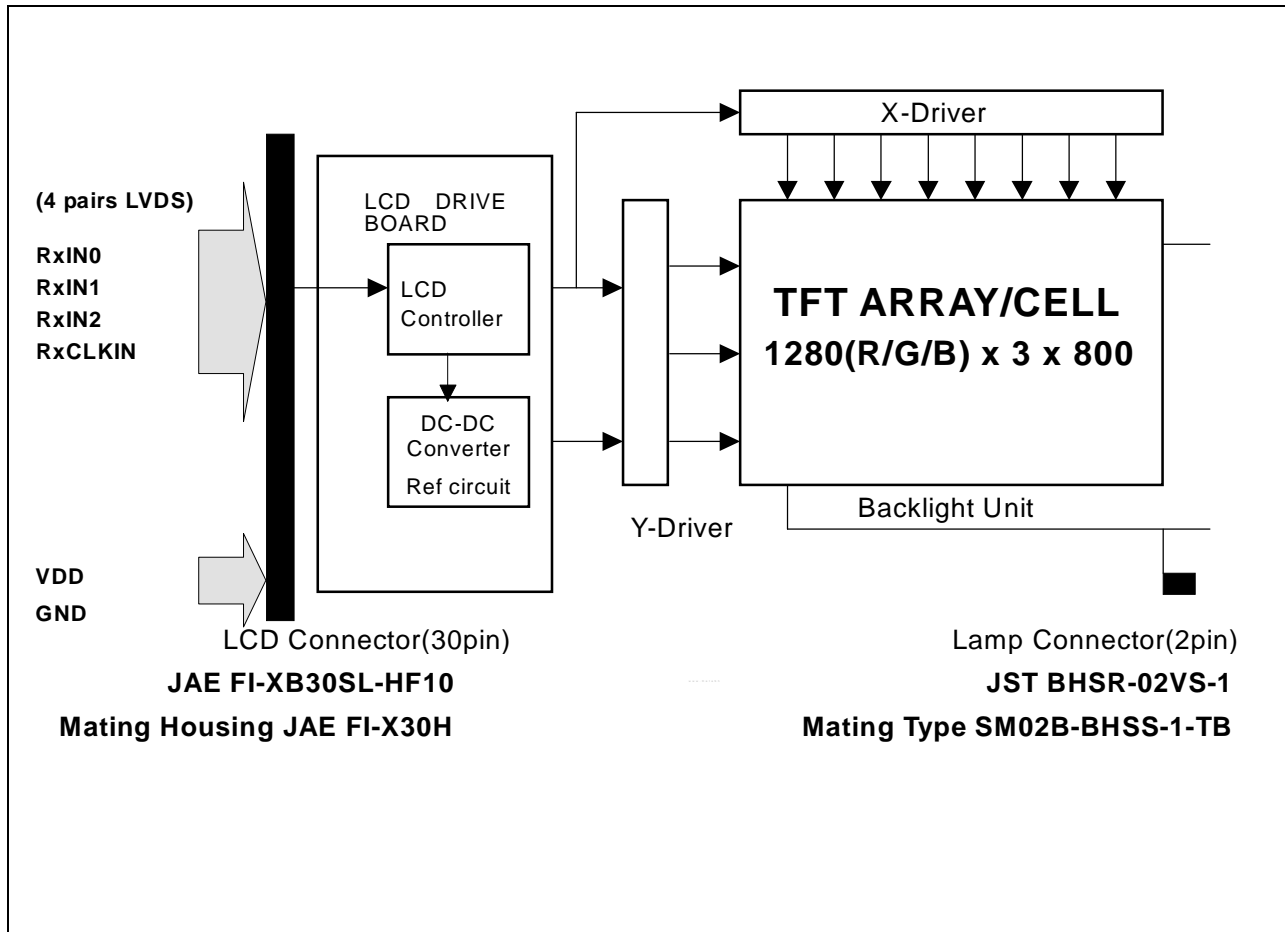 X-Driver
(4 pairs LVDS)
RxIN0
RxIN1
RxIN2
RxCLKIN
LCD DRIVE
BOARD
LCD
Controller
DC-DC
Converter
Ref circuit
TFT ARRAY/CELL
1280(R/G/B) x 3 x 800
Backlight Unit
Y-Driver
VDD
GND
LCD Connector(30pin)
JAE FI-XB30SL-HF10
Mating Housing JAE FI-X30H
Lamp Connector(2pin)
JST BHSR-02VS-1
Mating Type SM02B-BHSS-1-TB